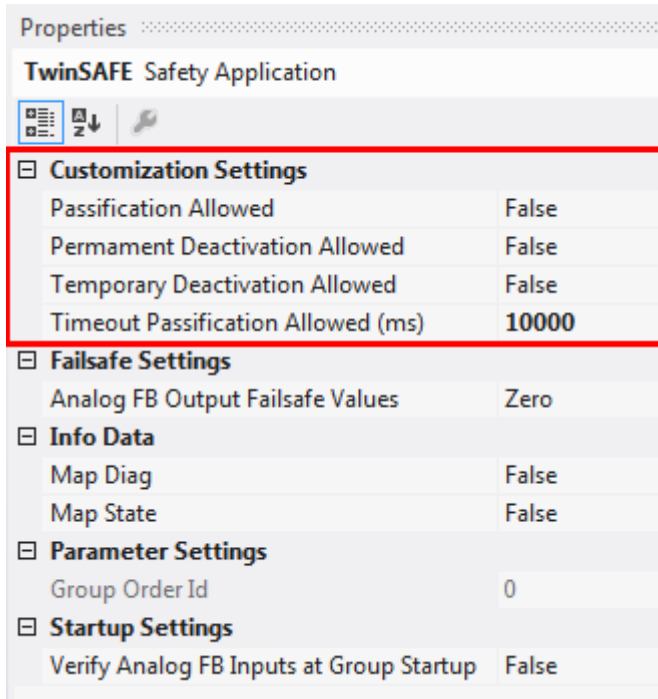 Properties
TwinSAFE Safety Application
Customization Settings
Passification Allowed False
Permament Deactivation Allowed False
Temporary Deactivation Allowed False
Timeout Passification Allowed (ms) 10000
Failsafe Settings
Analog FB Output Failsafe Values Zero
Info Data
Map Diag False
Map State False
Parameter Settings
Group Order Id 0
Startup Settings
Verify Analog FB Inputs at Group Startup False